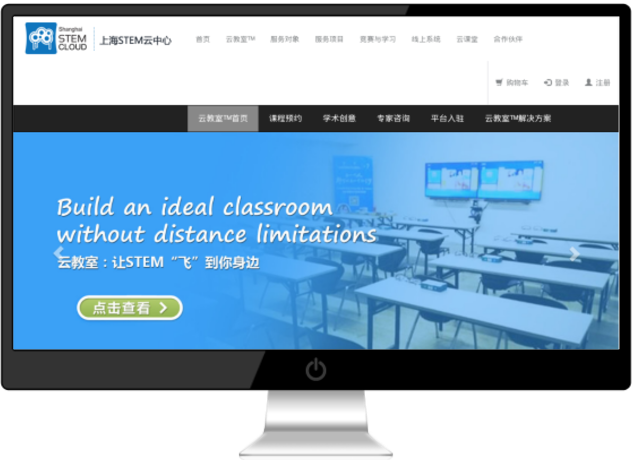 Shanghai
STEM
CLOUD
上海STEM云中心
首页 云教室™ 服务对象 服务项目 竞赛与学习 线上系统 云课堂 合作伙伴
购物车 登录 注册
云教室™首页 课程预约 学术创意 专家咨询 平台入驻 云教室™解决方案
Build an ideal classroom
without distance limitations
云教室：让STEM“飞”到你身边
点击查看